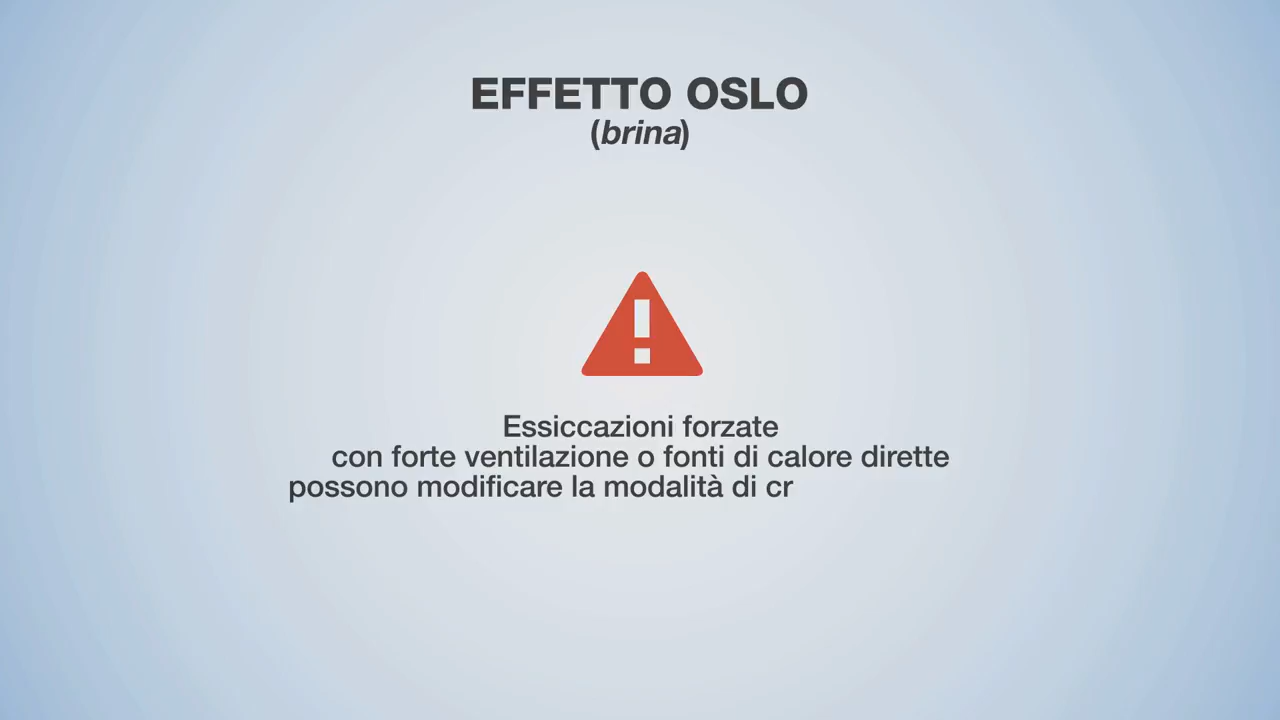 EFFETTO OSLO
(brina)
Essiccazioni forzate
con forte ventilazione o fonti di calore dirette
possono modificare la modalità di cr